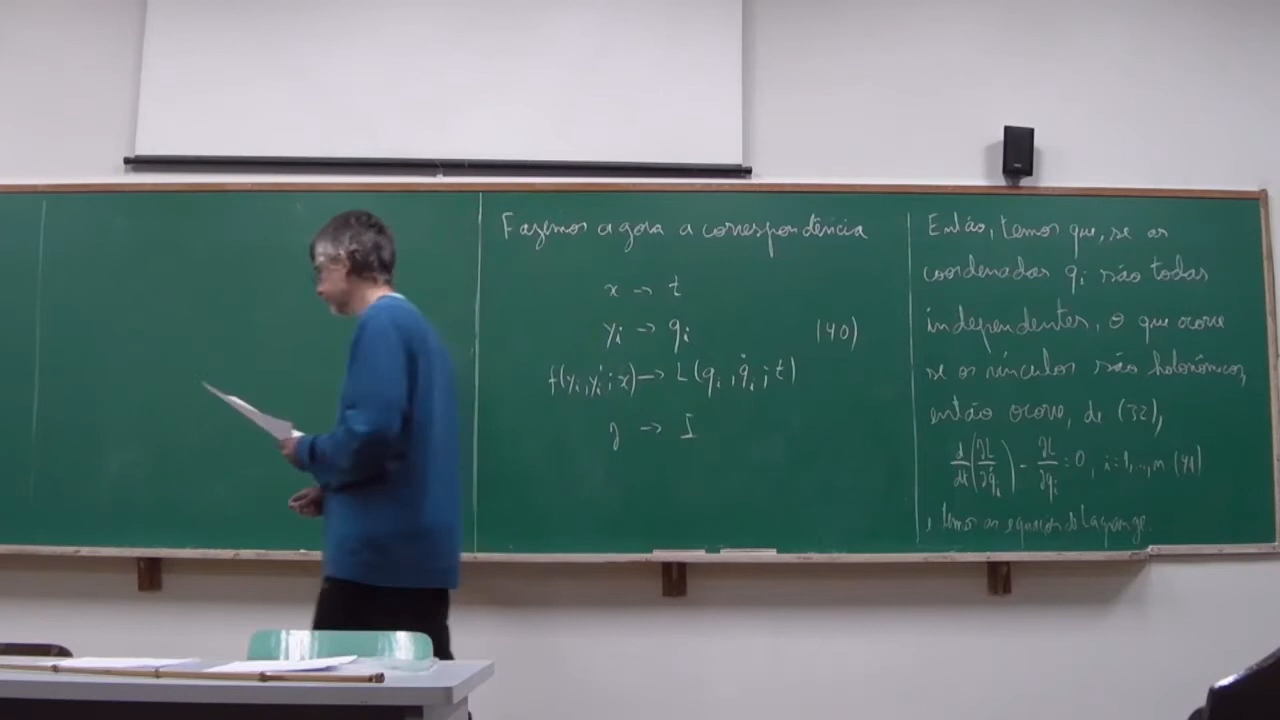 Fazemos agora a correspondência
x → t
yᵢ → qᵢ (40)
f(yᵢ, yᵢ'; x) → L(qᵢ, q̇ᵢ; t)
J → I
Então, temos que, se as
coordenadas qᵢ são todas
independentes, o que ocorre
se os vínculos são holonômicos,
então ocorre, de (32),
d/dt(∂L/∂q̇ᵢ) - ∂L/∂qᵢ = 0, i=1,...,n (41)
e temos as equações de Lagrange.